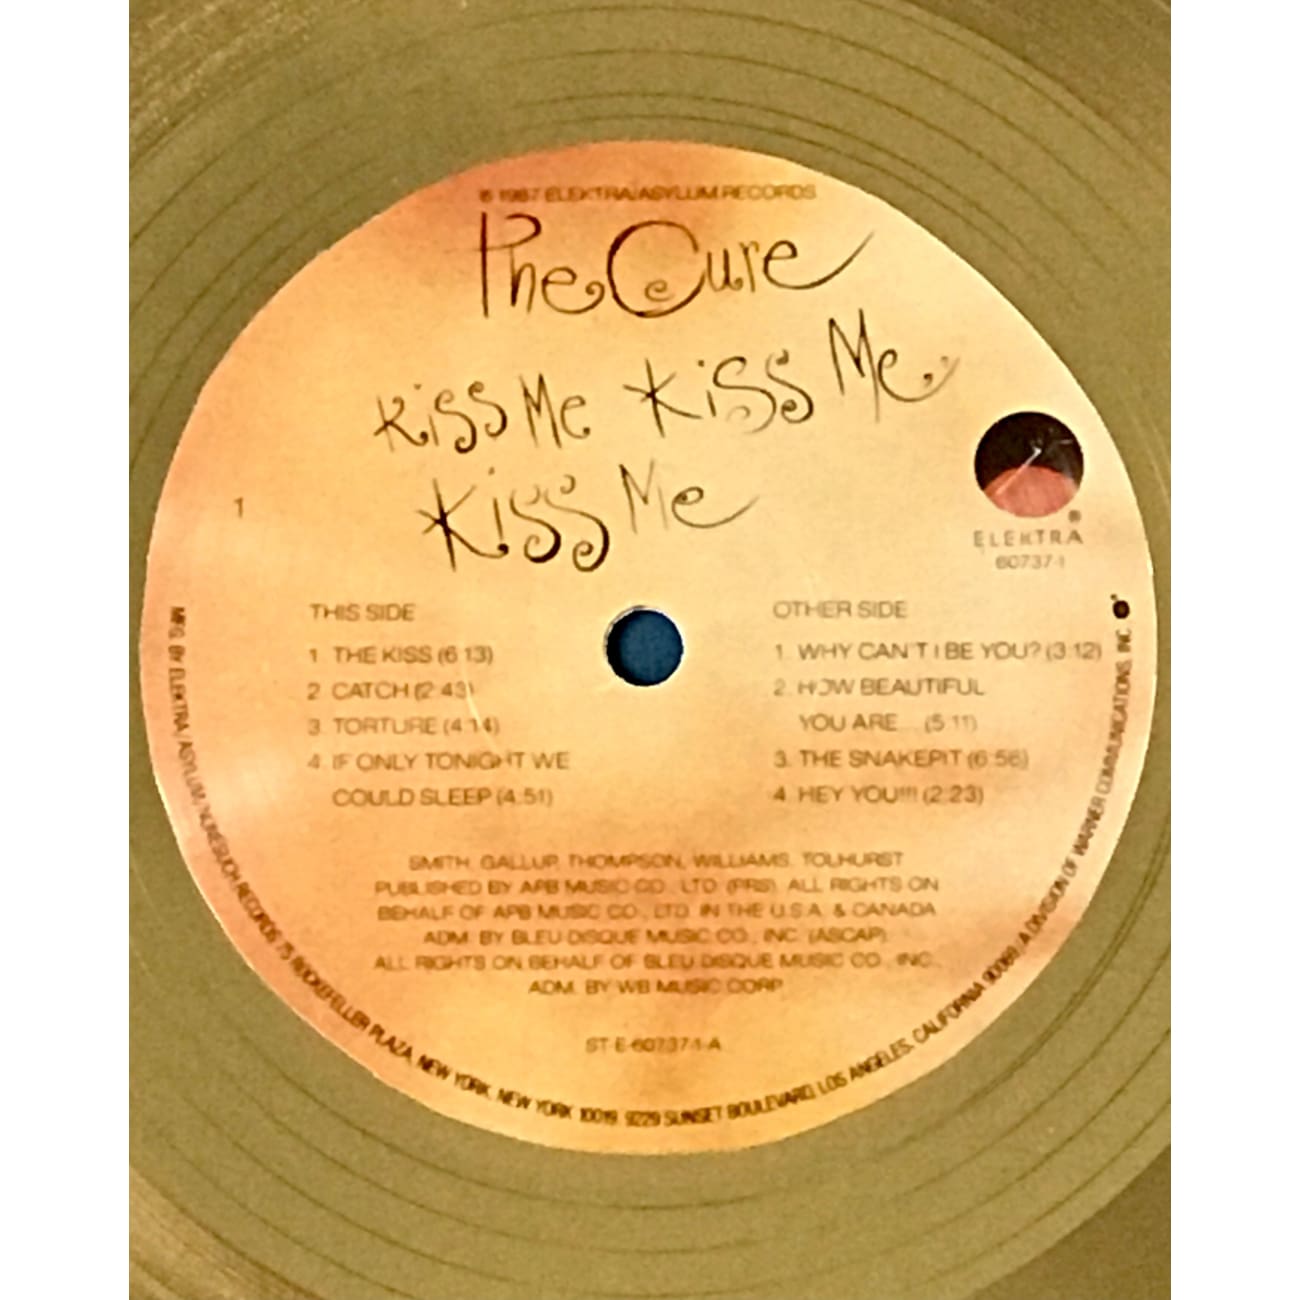 ℗ 1987 ELEKTRA/ASYLUM RECORDS
The Cure
Kiss Me Kiss Me
Kiss Me
1
ELEKTRA
60737-1
THIS SIDE
1. THE KISS (6:13)
2. CATCH (2:43)
3. TORTURE (4:14)
4. IF ONLY TONIGHT WE
COULD SLEEP (4:51)
OTHER SIDE
1. WHY CAN'T I BE YOU? (3:12)
2. HOW BEAUTIFUL
YOU ARE... (5:11)
3. THE SNAKEPIT (6:56)
4. HEY YOU!!! (2:23)
SMITH, GALLUP, THOMPSON, WILLIAMS, TOLHURST
PUBLISHED BY APB MUSIC CO., LTD. (PRS). ALL RIGHTS ON
BEHALF OF APB MUSIC CO., LTD. IN THE U.S.A. & CANADA
ADM. BY BLEU DISQUE MUSIC CO., INC. (ASCAP)
ALL RIGHTS ON BEHALF OF BLEU DISQUE MUSIC CO., INC.,
ADM. BY WB MUSIC CORP.
ST-E-60737-1-A
MFG. BY ELEKTRA/ASYLUM/NONESUCH RECORDS, 75 ROCKEFELLER PLAZA, NEW YORK, NEW YORK 10019. 9229 SUNSET BOULEVARD, LOS ANGELES, CALIFORNIA 90069/A DIVISION OF WARNER COMMUNICATIONS, INC.